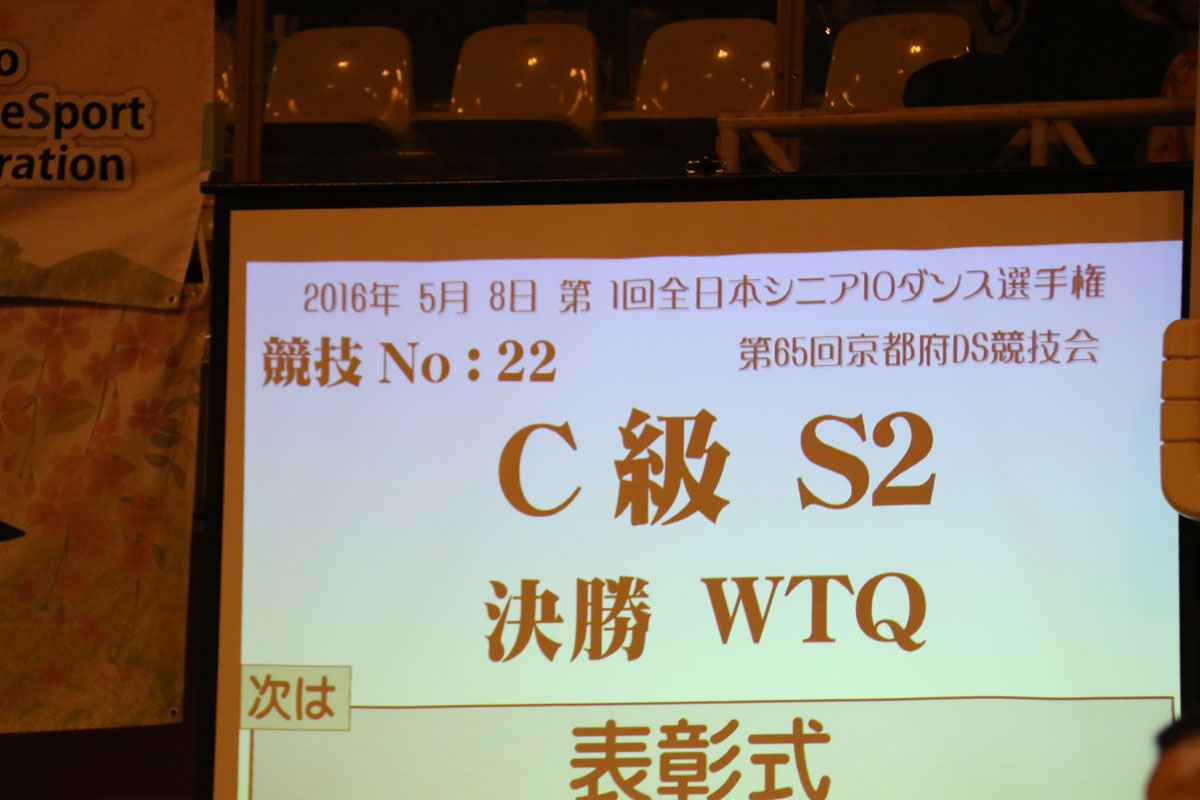 o
eSport
ration
2016年 5月 8日 第 1回全日本シニア10ダンス選手権
競技 No：22
第65回京都府DS競技会
C級 S2
決勝 WTQ
次は
表彰式